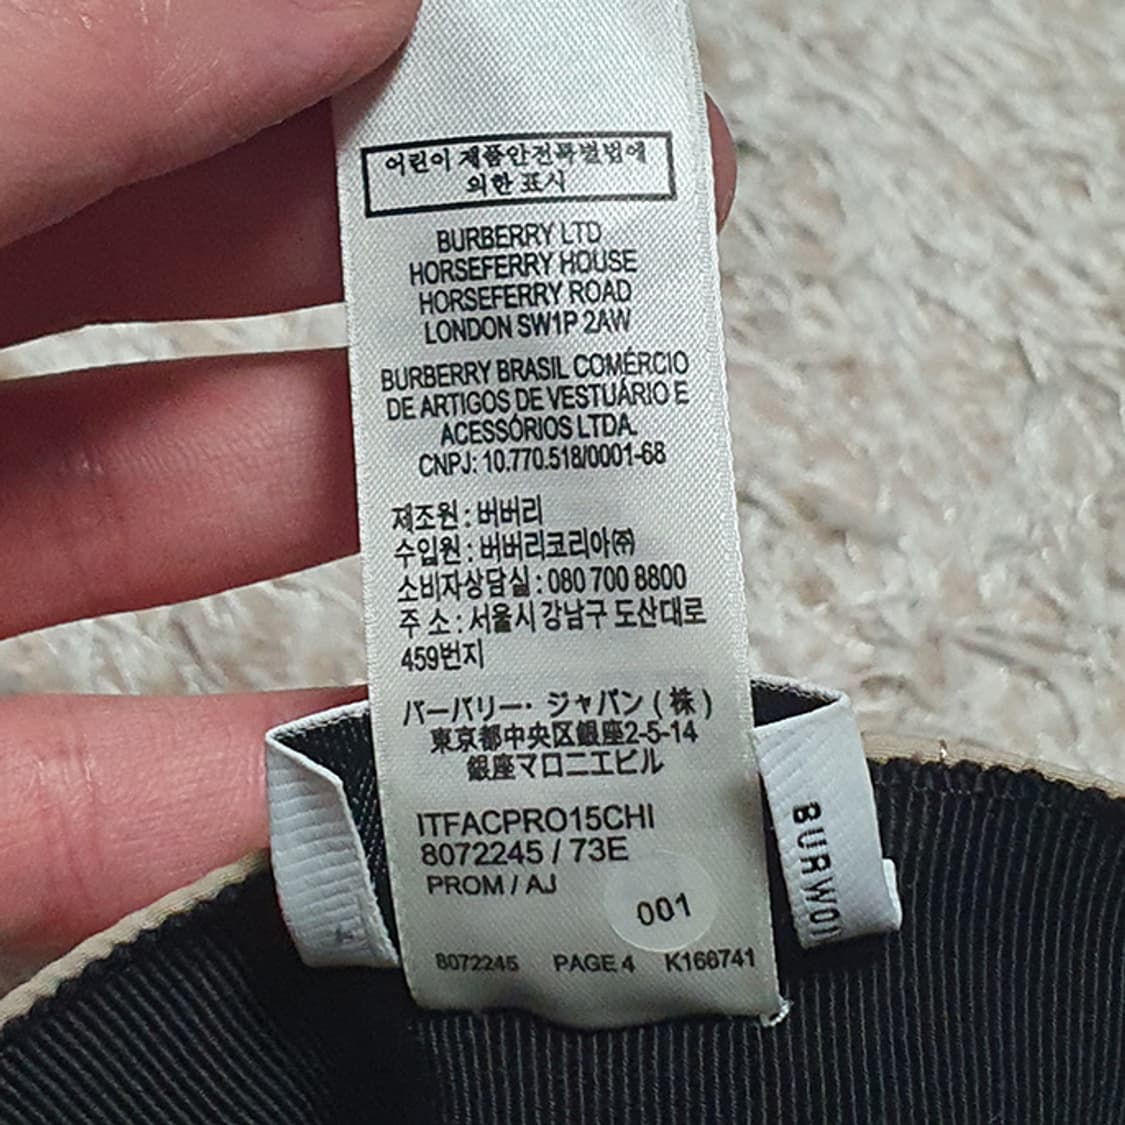 어린이 제품안전특별법에
의한 표시
BURBERRY LTD
HORSEFERRY HOUSE
HORSEFERRY ROAD
LONDON SW1P 2AW
BURBERRY BRASIL COMÉRCIO
DE ARTIGOS DE VESTUÁRIO E
ACESSÓRIOS LTDA.
CNPJ: 10.770.518/0001-68
제조원 : 버버리
수입원 : 버버리코리아㈜
소비자상담실 : 080 700 8800
주 소 : 서울시 강남구 도산대로
459번지
バーバリー・ジャパン ( 株 )
東京都中央区銀座2-5-14
銀座マロニエビル
ITFACPRO15CHI
8072245 / 73E
PROM / AJ
001
8072245 PAGE 4 K166741
BURWO